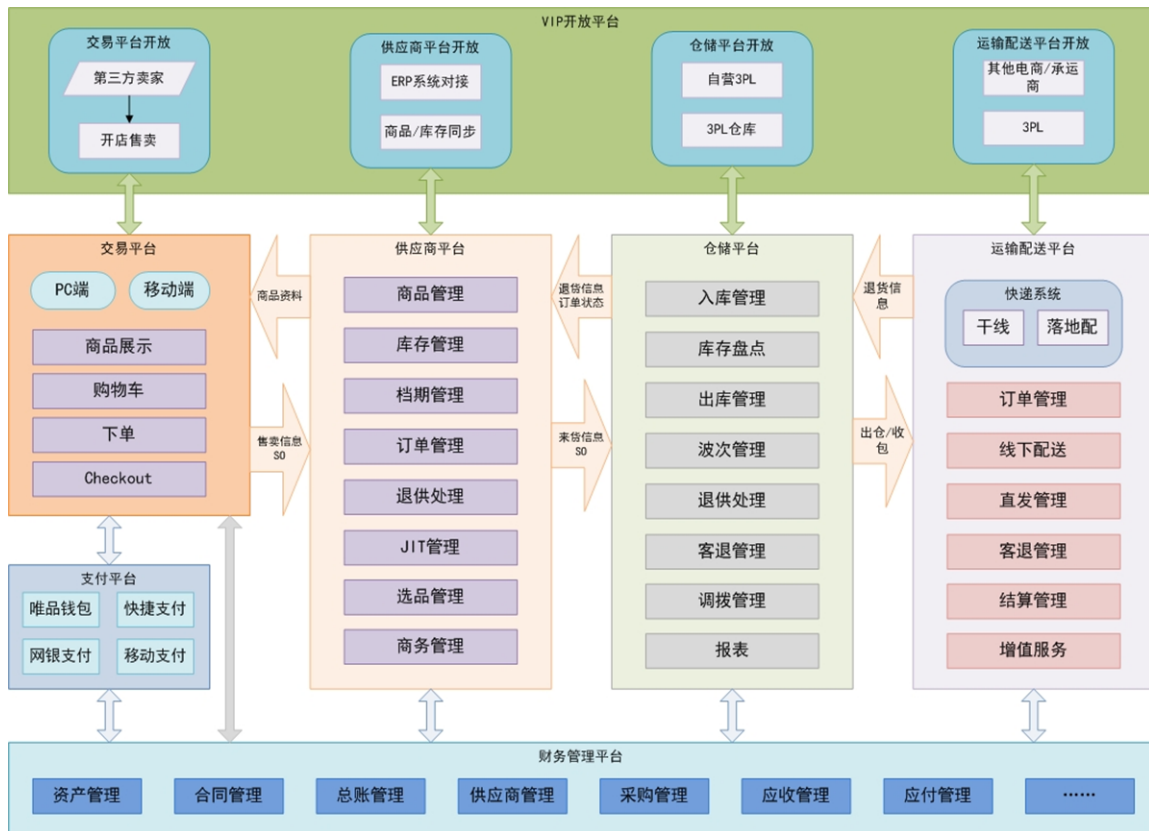 VIP开放平台
交易平台开放
第三方卖家
开店售卖
供应商平台开放
ERP系统对接
商品/库存同步
仓储平台开放
自营3PL
3PL仓库
运输配送平台开放
其他电商/承运
商
3PL
交易平台
PC端
移动端
商品展示
购物车
下单
Checkout
商品资料
售卖信息
SO
供应商平台
商品管理
库存管理
档期管理
订单管理
退供处理
JIT管理
选品管理
商务管理
退货信息
订单状态
来货信息
SO
仓储平台
入库管理
库存盘点
出库管理
波次管理
退供处理
客退管理
调拨管理
报表
退货信
息
出仓/收
包
运输配送平台
快递系统
干线
落地配
订单管理
线下配送
直发管理
客退管理
结算管理
增值服务
支付平台
唯品钱包
快捷支付
网银支付
移动支付
财务管理平台
资产管理
合同管理
总账管理
供应商管理
采购管理
应收管理
应付管理
……